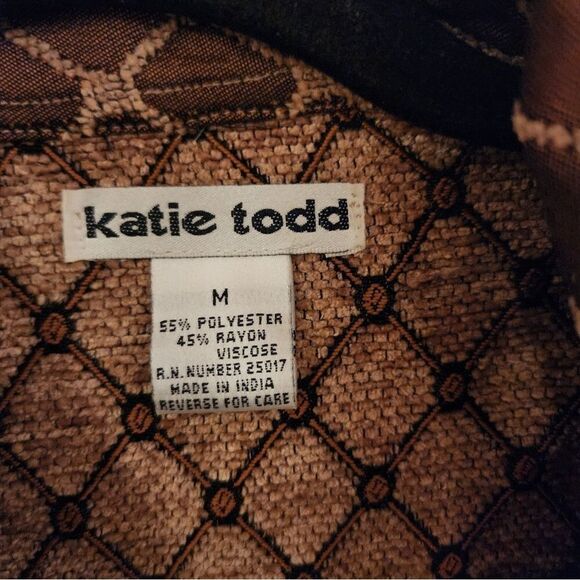 katie todd
M
55% POLYESTER
45% RAYON
VISCOSE
R.N. NUMBER 25017
MADE IN INDIA
REVERSE FOR CARE